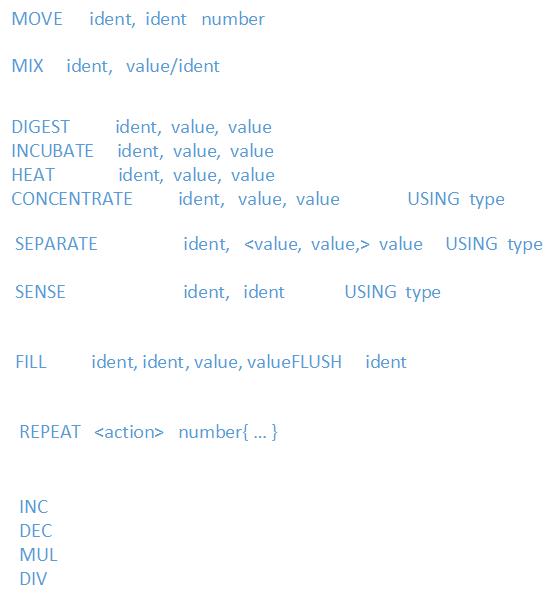 MOVE ident, ident number
MIX ident, value/ident
DIGEST ident, value, value
INCUBATE ident, value, value
HEAT ident, value, value
CONCENTRATE ident, value, value USING type
SEPARATE ident, <value, value,> value USING type
SENSE ident, ident USING type
FILL ident, ident, value, valueFLUSH ident
REPEAT <action> number{ ... }
INC
DEC
MUL
DIV